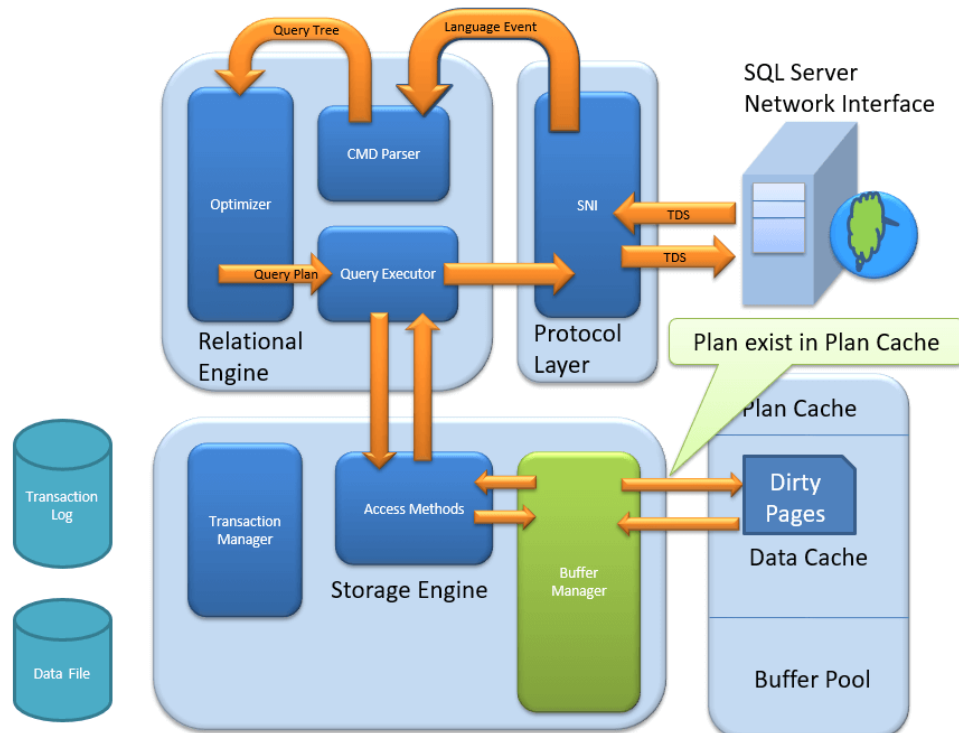 Query Tree
Language Event
SQL Server
Network Interface
CMD Parser
Optimizer
SNI
TDS
TDS
Query Plan
Query Executor
Relational
Engine
Protocol
Layer
Plan exist in Plan Cache
Plan Cache
Transaction
Log
Transaction
Manager
Access Methods
Dirty
Pages
Data Cache
Storage Engine
Buffer
Manager
Data File
Buffer Pool